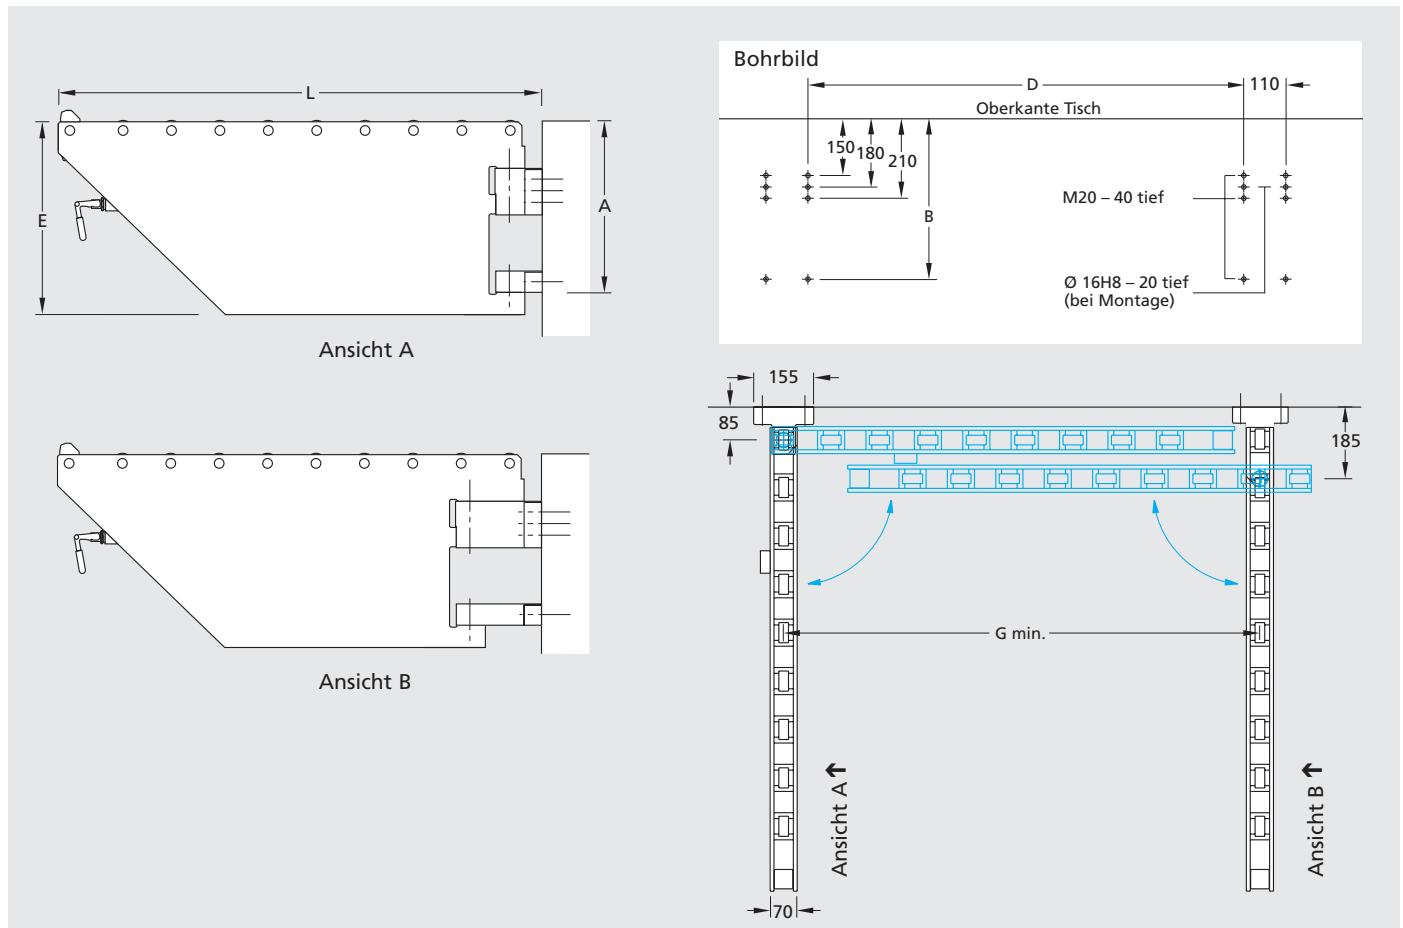 L
E
A
Ansicht A
Ansicht B
Bohrbild
D
110
Oberkante Tisch
150
180
210
B
M20 – 40 tief
Ø 16H8 – 20 tief
(bei Montage)
155
85
185
G min.
Ansicht A
Ansicht B
70